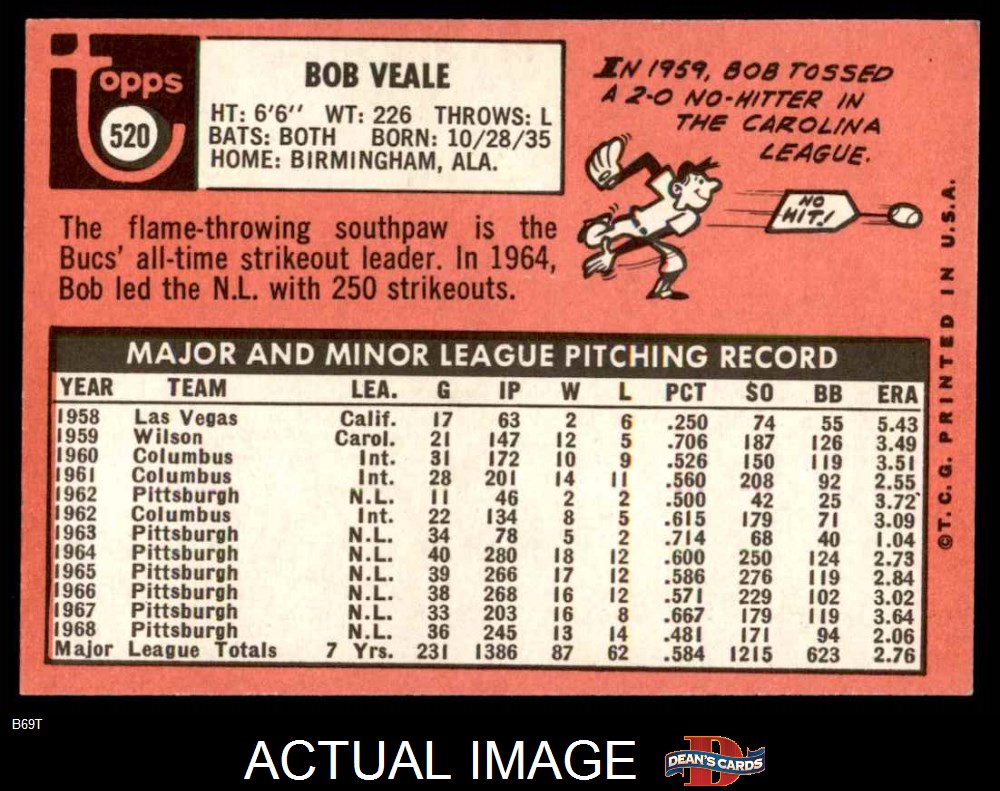 topps
520
BOB VEALE
HT: 6'6" WT: 226 THROWS: L
BATS: BOTH BORN: 10/28/35
HOME: BIRMINGHAM, ALA.
IN 1959, BOB TOSSED
A 2-0 NO-HITTER IN
THE CAROLINA
LEAGUE.
NO
HIT!
The flame-throwing southpaw is the
Bucs' all-time strikeout leader. In 1964,
Bob led the N.L. with 250 strikeouts.
MAJOR AND MINOR LEAGUE PITCHING RECORD
YEAR TEAM LEA. G IP W L PCT SO BB ERA
1958 Las Vegas Calif. 17 63 2 6 .250 74 55 5.43
1959 Wilson Carol. 21 147 12 5 .706 187 126 3.49
1960 Columbus Int. 31 172 10 9 .526 150 119 3.51
1961 Columbus Int. 28 201 14 11 .560 208 92 2.55
1962 Pittsburgh N.L. 11 46 2 2 .500 42 25 3.72
1962 Columbus Int. 22 134 8 5 .615 179 71 3.09
1963 Pittsburgh N.L. 34 78 5 2 .714 68 40 1.04
1964 Pittsburgh N.L. 40 280 18 12 .600 250 124 2.73
1965 Pittsburgh N.L. 39 266 17 12 .586 276 119 2.84
1966 Pittsburgh N.L. 38 268 16 12 .571 229 102 3.02
1967 Pittsburgh N.L. 33 203 16 8 .667 179 119 3.64
1968 Pittsburgh N.L. 36 245 13 14 .481 171 94 2.06
Major League Totals 7 Yrs. 231 1386 87 62 .584 1215 623 2.76
©T. C. G. PRINTED IN U.S.A.
B69T
ACTUAL IMAGE
DEAN'S CARDS